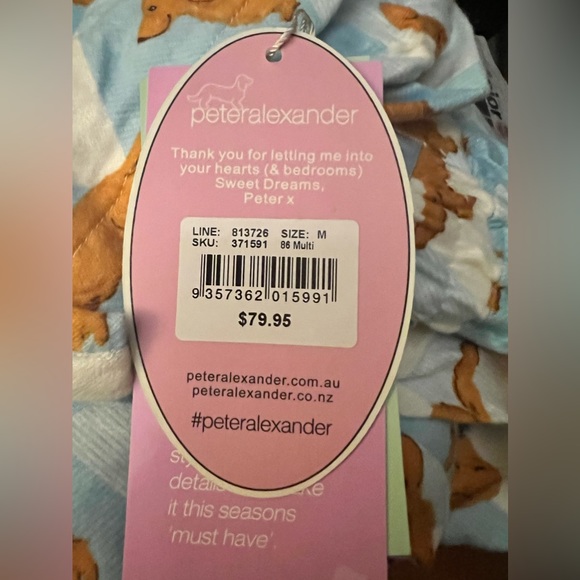 peteralexander
Thank you for letting me into
your hearts (& bedrooms)
Sweet Dreams,
Peter x
LINE: 813726 SIZE: M
SKU: 371591 86 Multi
9 357362 015991
$79.95
peteralexander.com.au
peteralexander.co.nz
#peteralexander
it this seasons
'must have'.